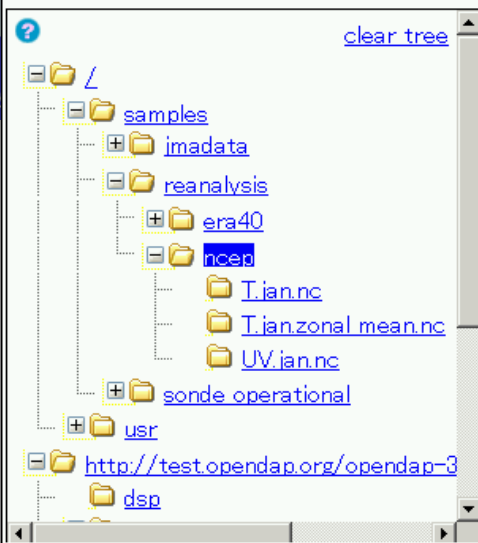 clear tree
/
samples
jmadata
reanalysis
era40
ncep
T.jan.nc
T.jan.zonal mean.nc
UV.jan.nc
sonde operational
usr
http://test.opendap.org/opendap-3
dsp